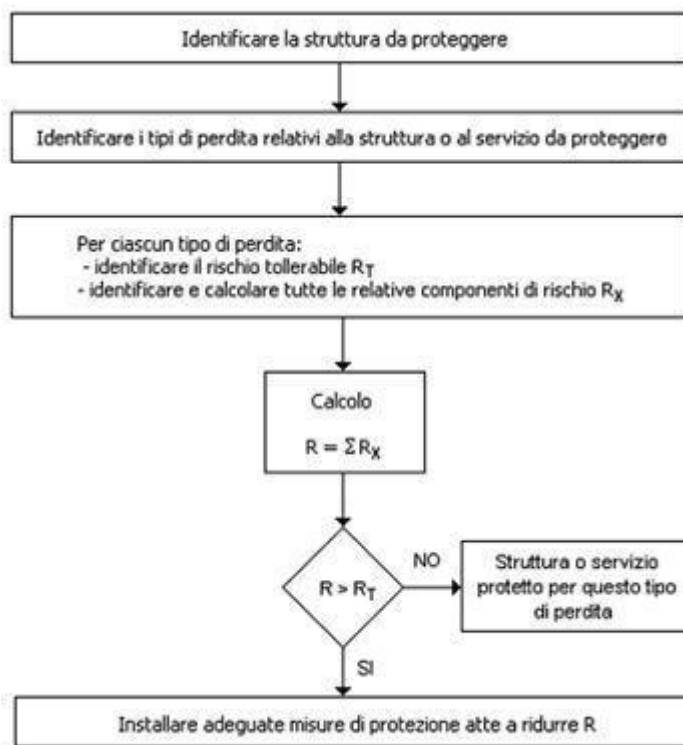 Identificare la struttura da proteggere
Identificare i tipi di perdita relativi alla struttura o al servizio da proteggere
Per ciascun tipo di perdita:
- identificare il rischio tollerabile R_T
- identificare e calcolare tutte le relative componenti di rischio R_X
Calcolo
R = Σ R_X
R > R_T
NO
Struttura o servizio
protetto per questo tipo
di perdita
SI
Installare adeguate misure di protezione atte a ridurre R